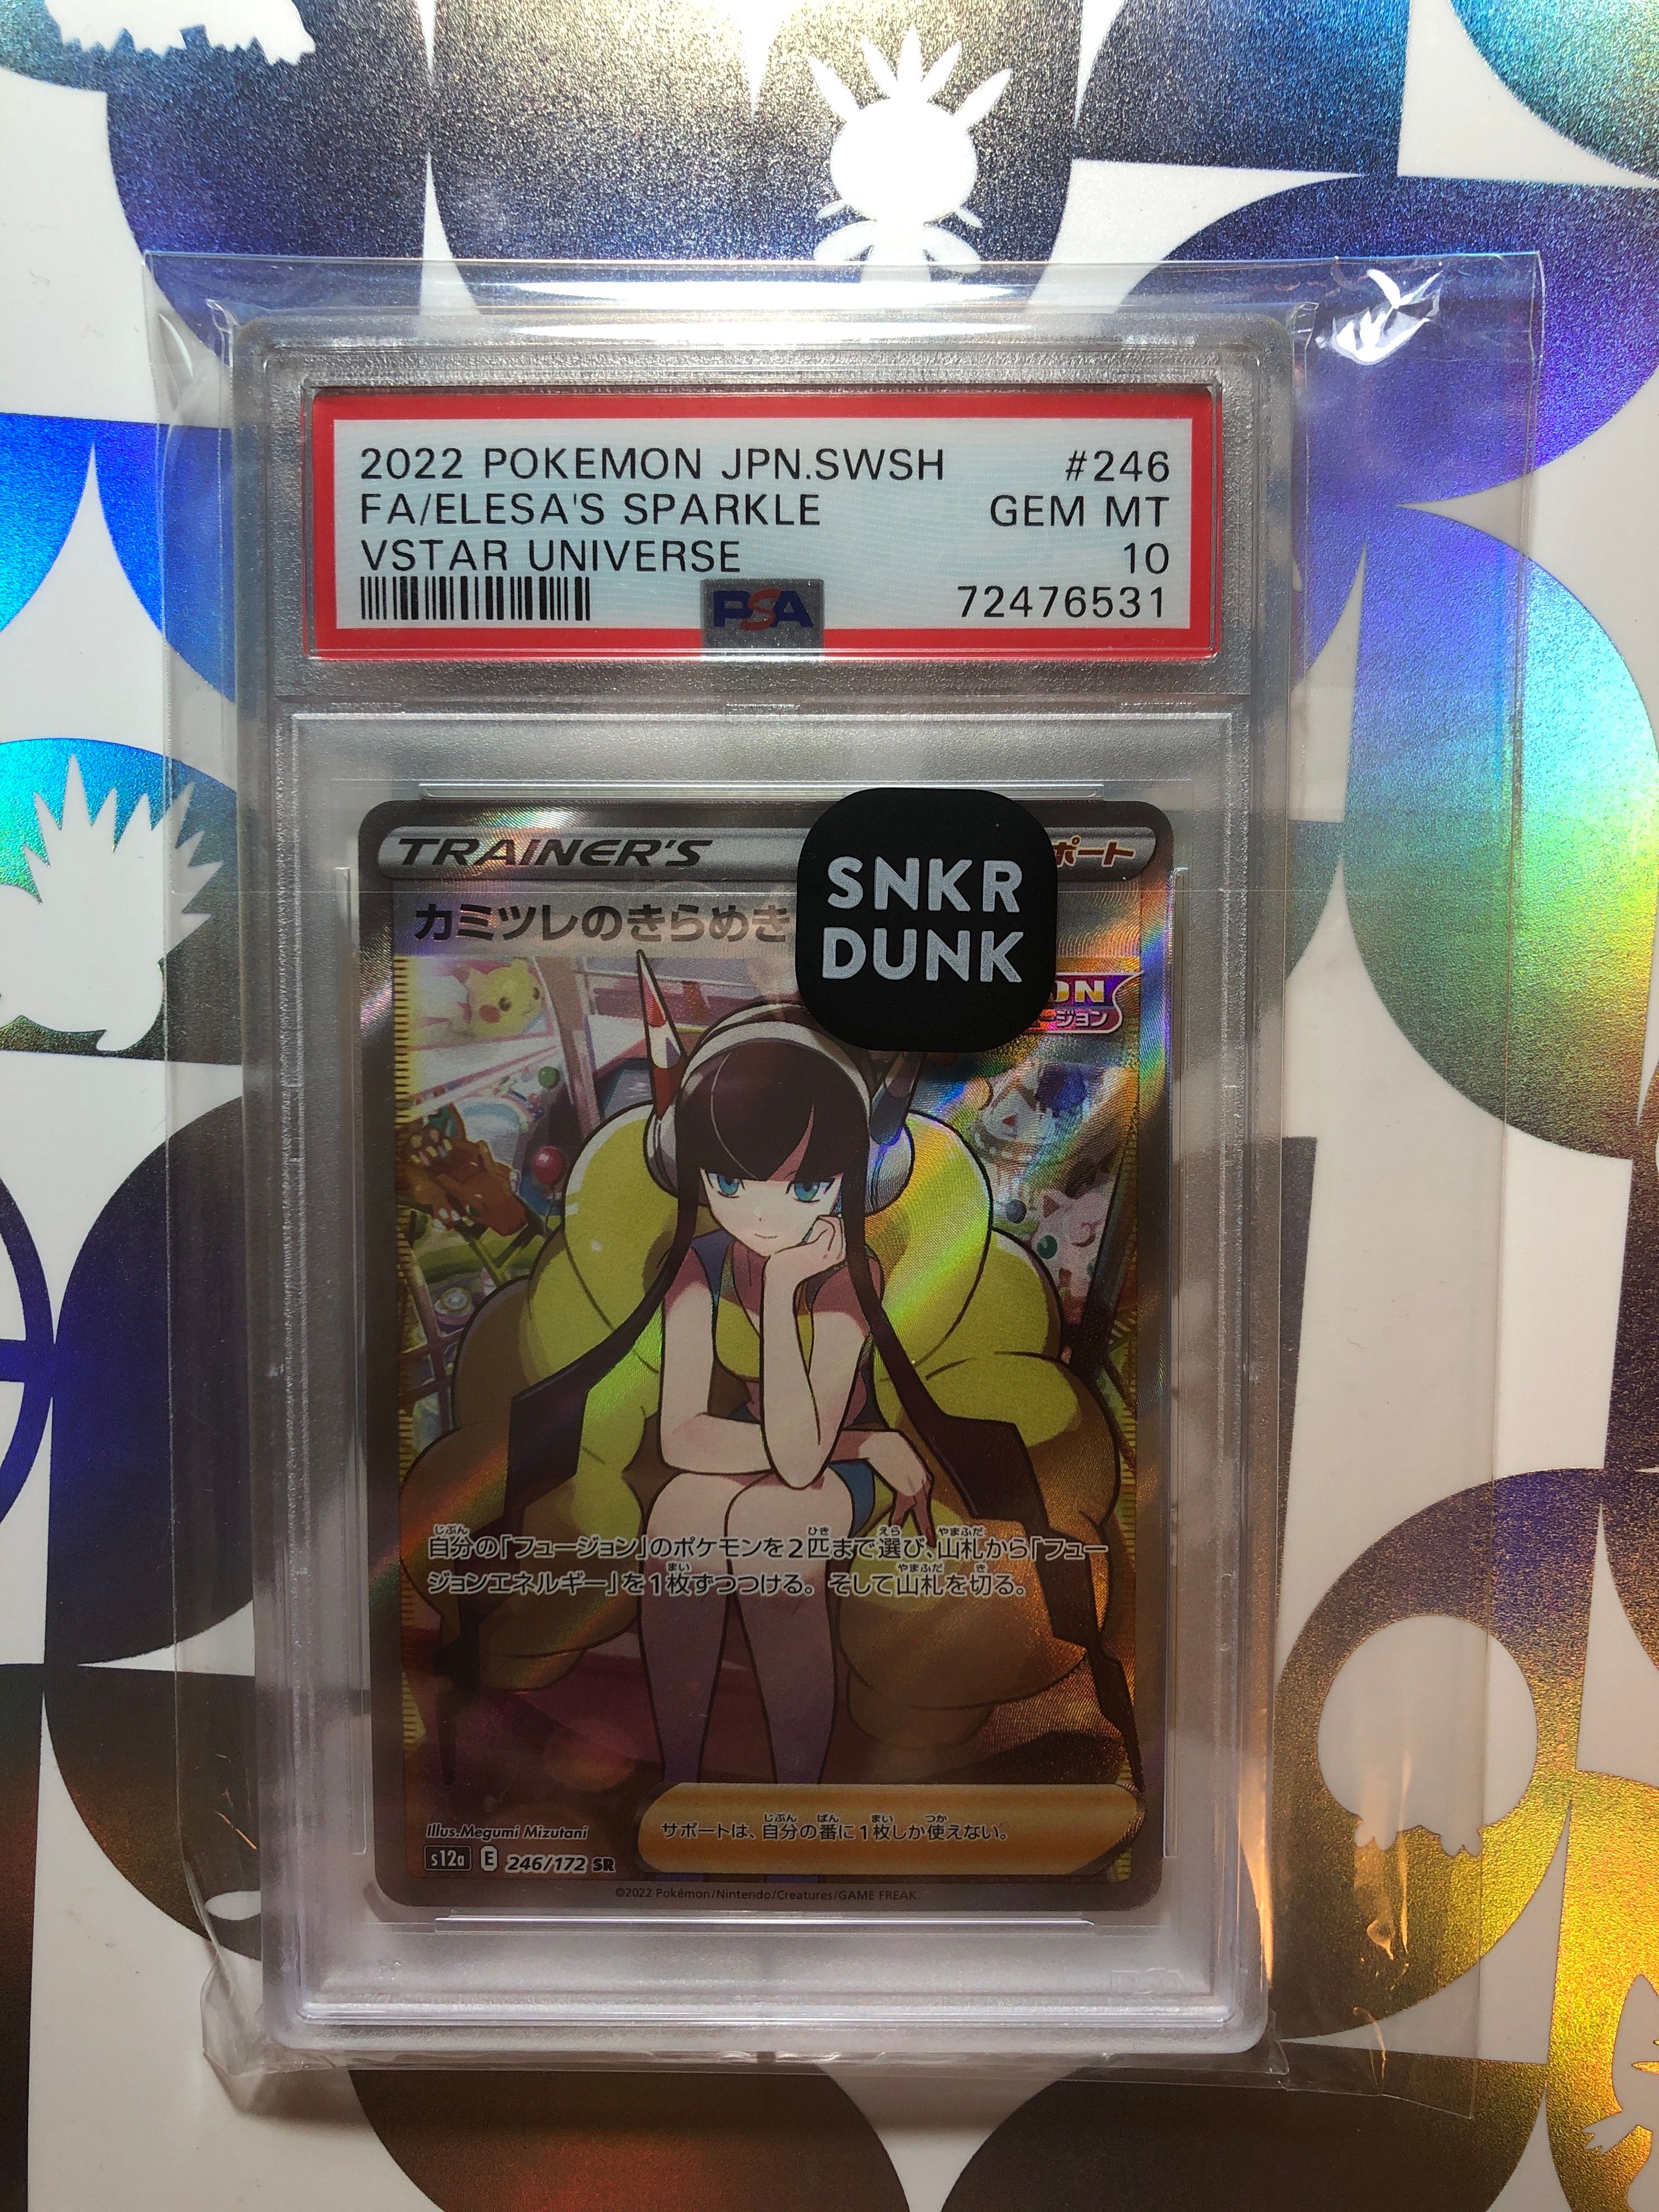 2022 POKEMON JPN.SWSH #246
FA/ELESA'S SPARKLE GEM MT
VSTAR UNIVERSE 10
PSA 72476531
TRAINER'S
ポート
カミツレのきらめき
SNKR
DUNK
ージョン
自分の「フュージョン」のポケモンを2匹まで選び、山札から「フュー
ジョンエネルギー」を1枚ずつつける。そして山札を切る。
Illus.Megumi Mizutani
サポートは、自分の番に1枚しか使えない。
s12a E 246/172 SR
©2022 Pokémon/Nintendo/Creatures/GAME FREAK.